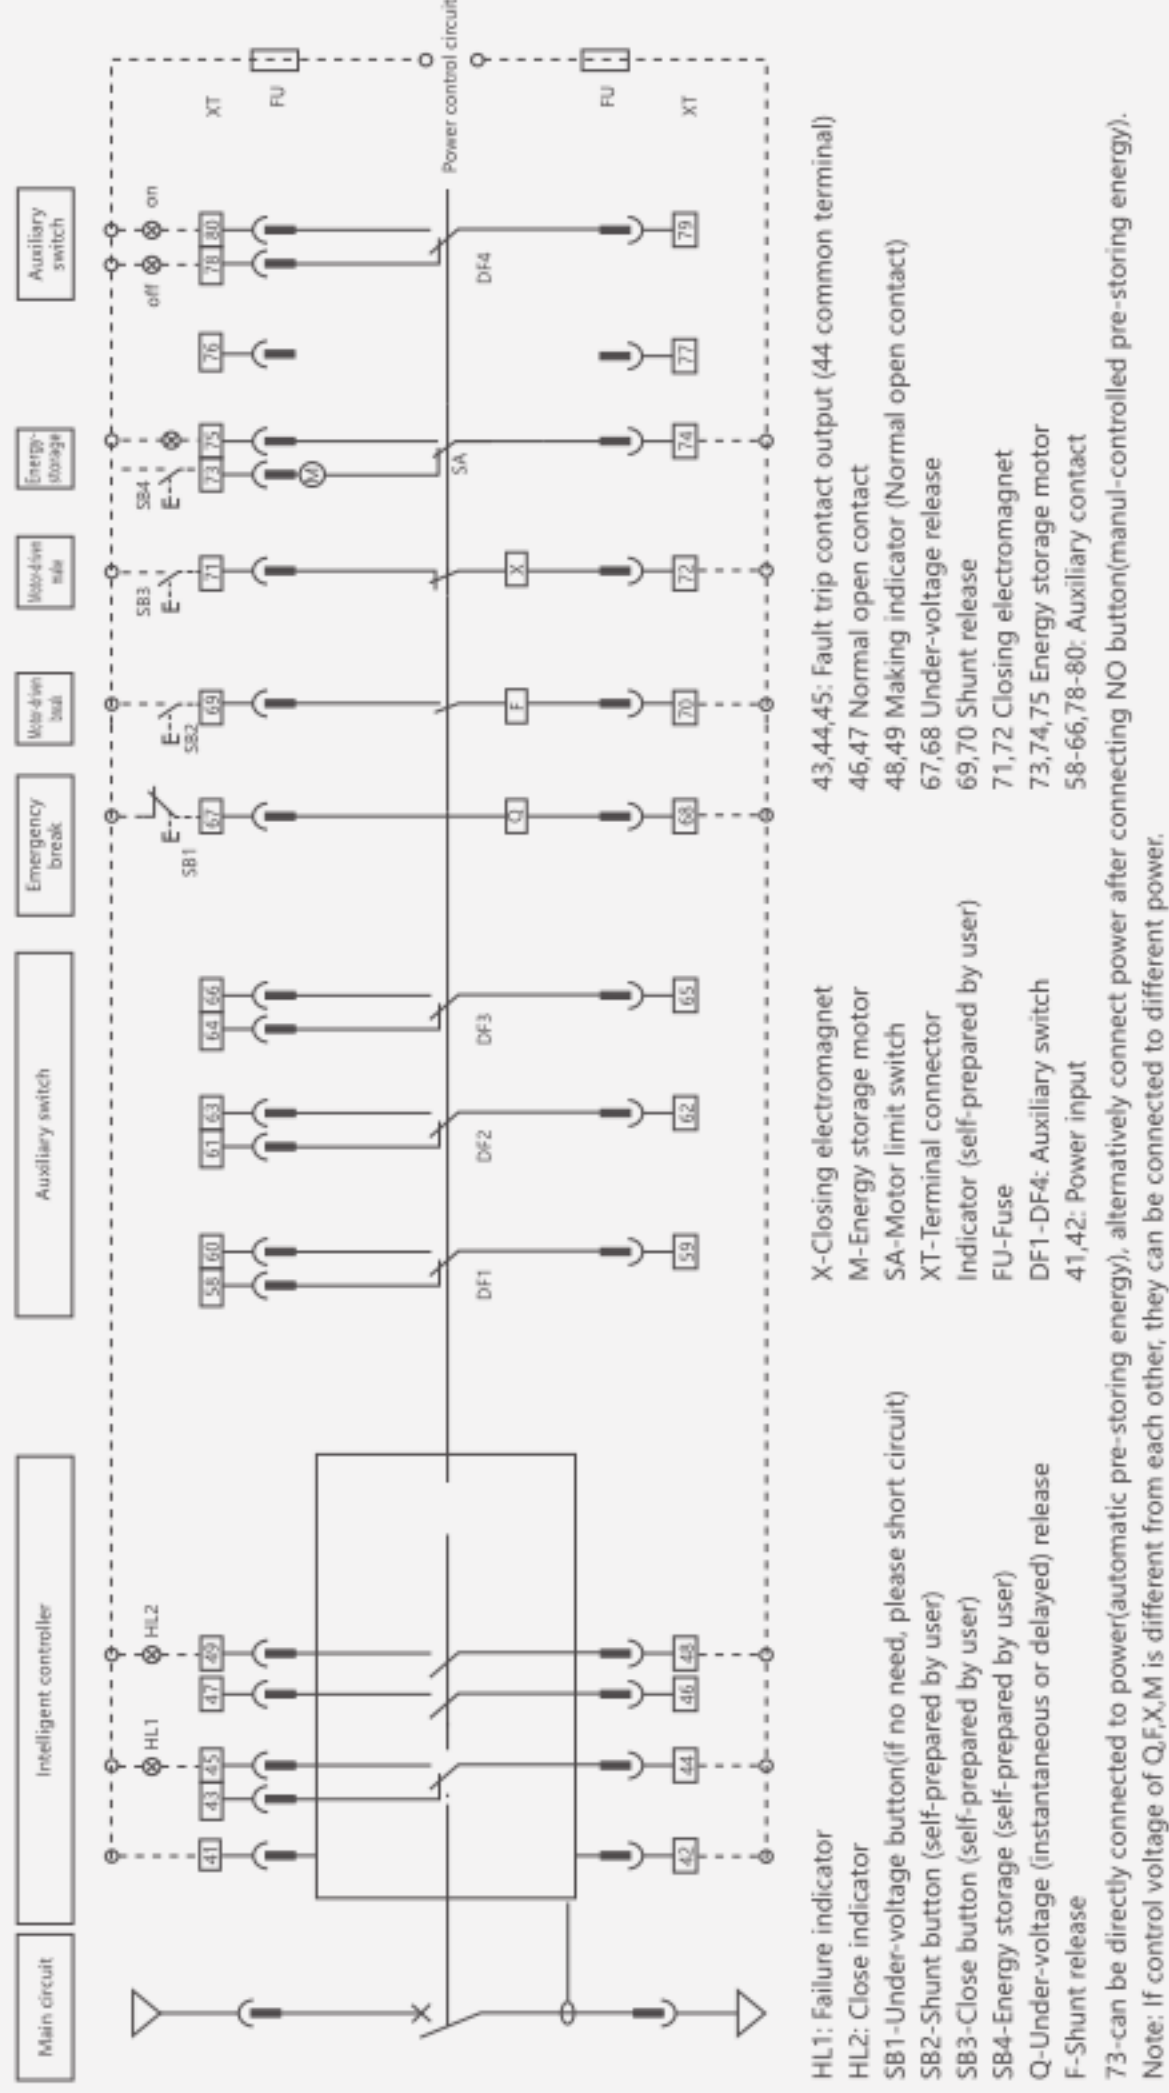 Main circuit
Intelligent controller
Auxiliary switch
Emergency
break
Motor-driven
break
Motor-driven
make
Energy-
storage
Auxiliary
switch
HL1
HL2
SB1
SB2
SB3
SB4
off
on
41
43
45
47
49
58
60
61
63
64
66
67
69
71
73
75
76
78
80
XT
FU
M
DF1
DF2
DF3
SA
DF4
Power control circuit
Q
F
X
FU
42
44
46
48
59
62
65
68
70
72
74
77
79
XT
HL1: Failure indicator
HL2: Close indicator
SB1-Under-voltage button(if no need, please short circuit)
SB2-Shunt button (self-prepared by user)
SB3-Close button (self-prepared by user)
SB4-Energy storage (self-prepared by user)
Q-Under-voltage (instantaneous or delayed) release
F-Shunt release
X-Closing electromagnet
M-Energy storage motor
SA-Motor limit switch
XT-Terminal connector
Indicator (self-prepared by user)
FU-Fuse
DF1-DF4: Auxiliary switch
41,42: Power input
43,44,45: Fault trip contact output (44 common terminal)
46,47 Normal open contact
48,49 Making indicator (Normal open contact)
67,68 Under-voltage release
69,70 Shunt release
71,72 Closing electromagnet
73,74,75 Energy storage motor
58-66,78-80: Auxiliary contact
73-can be directly connected to power(automatic pre-storing energy), alternatively connect power after connecting NO button(manul-controlled pre-storing energy).
Note: If control voltage of Q,F,X,M is different from each other, they can be connected to different power.